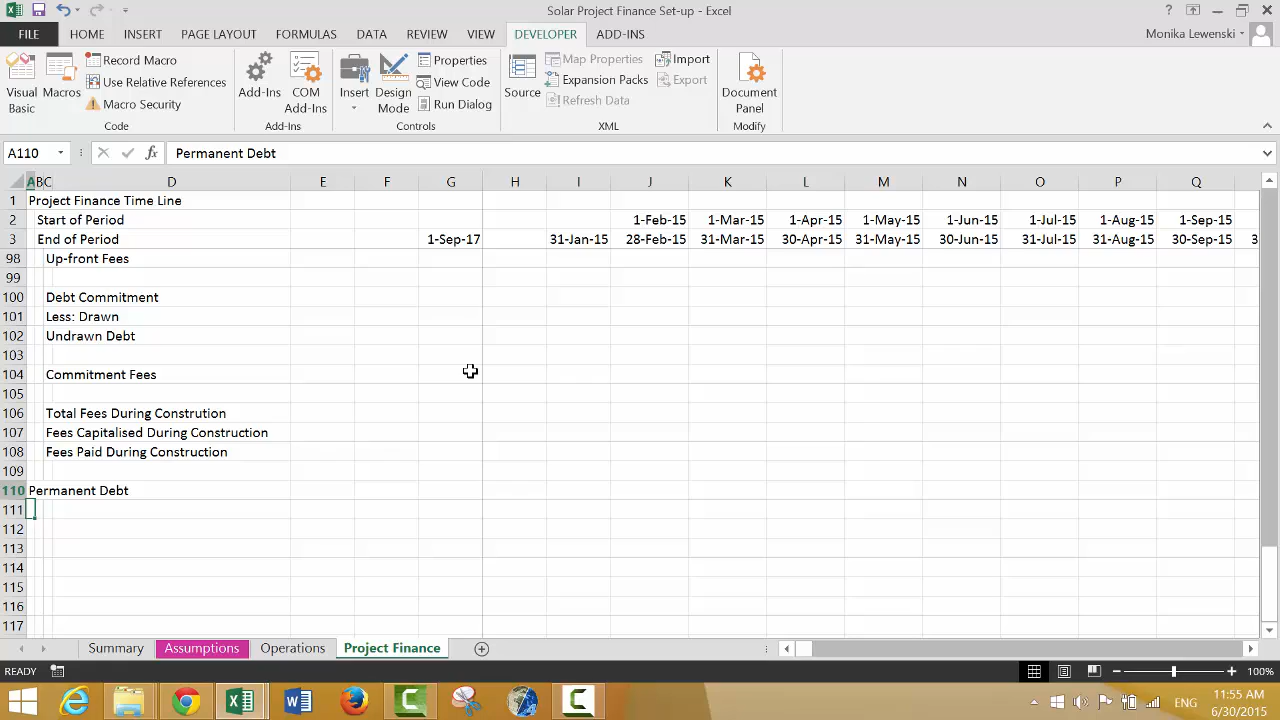 Solar Project Finance Set-up - Excel
FILE HOME INSERT PAGE LAYOUT FORMULAS DATA REVIEW VIEW DEVELOPER ADD-INS Monika Lewenski
Visual Basic
Macros
Record Macro
Use Relative References
Macro Security
Code
Add-Ins
COM Add-Ins
Add-Ins
Insert
Design Mode
Properties
View Code
Run Dialog
Controls
Source
Map Properties
Expansion Packs
Refresh Data
Import
Export
XML
Document Panel
Modify
A110 fx Permanent Debt
A B C D E F G H I J K L M N O P Q
1 Project Finance Time Line
2 Start of Period 1-Feb-15 1-Mar-15 1-Apr-15 1-May-15 1-Jun-15 1-Jul-15 1-Aug-15 1-Sep-15
3 End of Period 1-Sep-17 31-Jan-15 28-Feb-15 31-Mar-15 30-Apr-15 31-May-15 30-Jun-15 31-Jul-15 31-Aug-15 30-Sep-15 3
98 Up-front Fees
99
100 Debt Commitment
101 Less: Drawn
102 Undrawn Debt
103
104 Commitment Fees
105
106 Total Fees During Constrution
107 Fees Capitalised During Construction
108 Fees Paid During Construction
109
110 Permanent Debt
111
112
113
114
115
116
117
Summary Assumptions Operations Project Finance
READY 100%
ENG 11:55 AM
6/30/2015